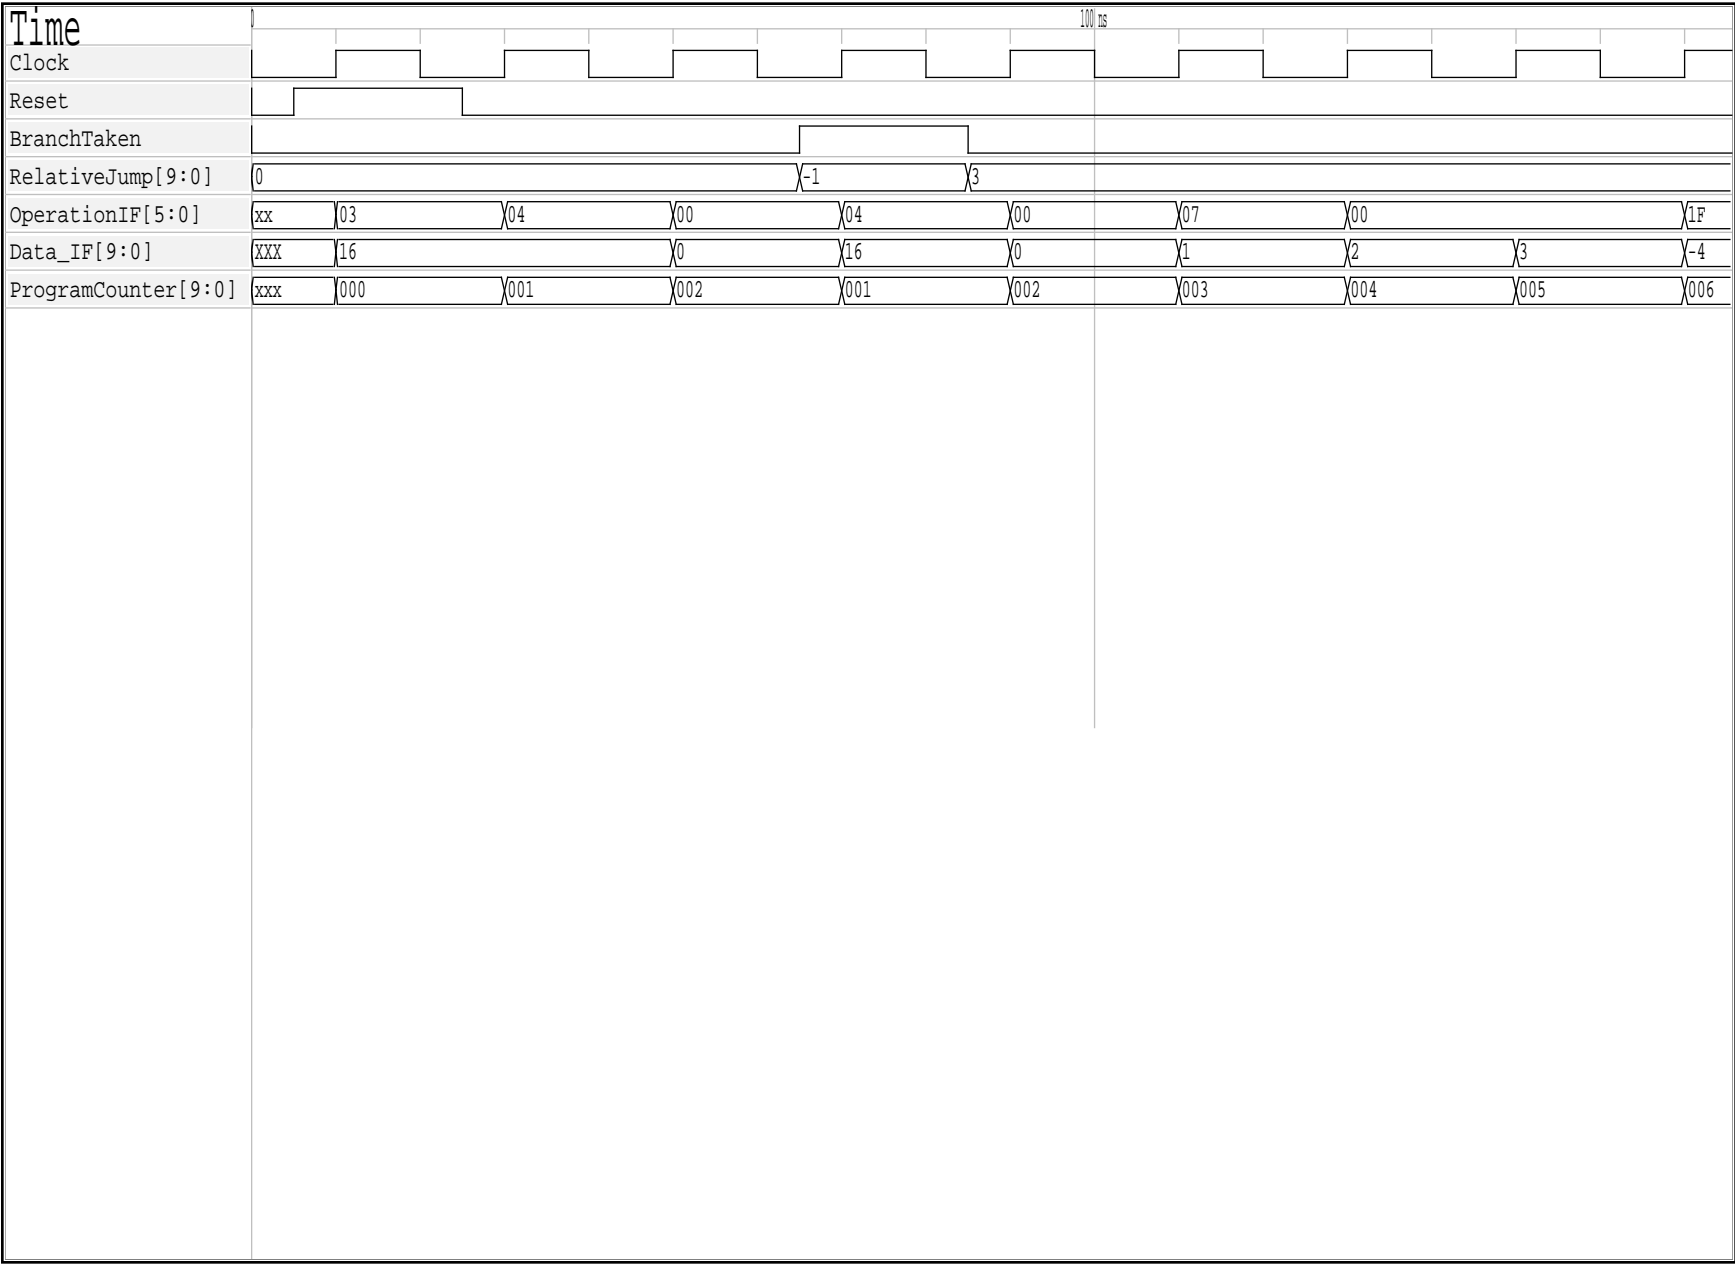 Time 0 100 ns
Clock
Reset
BranchTaken
RelativeJump[9:0] 0 -1 3
OperationIF[5:0] xx 03 04 00 04 00 07 00 1F
Data_IF[9:0] XXX 16 0 16 0 1 2 3 -4
ProgramCounter[9:0] xxx 000 001 002 001 002 003 004 005 006